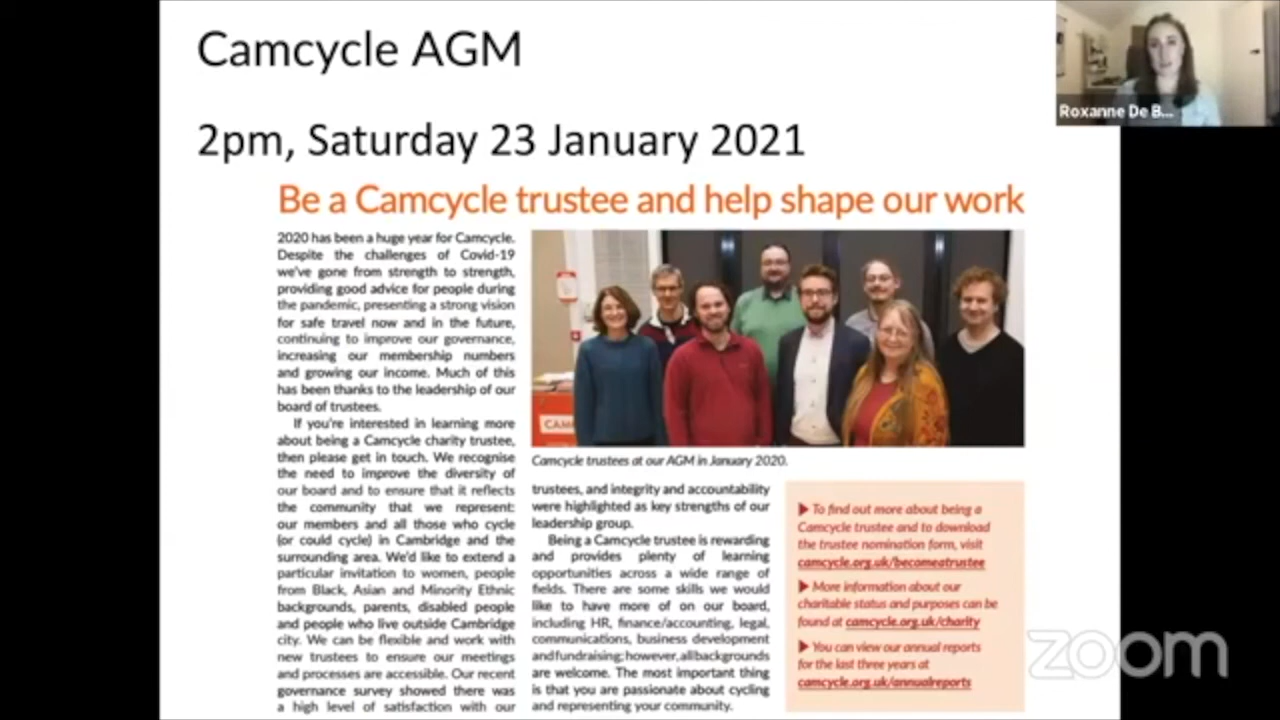 Camcycle AGM
2pm, Saturday 23 January 2021
Be a Camcycle trustee and help shape our work
2020 has been a huge year for Camcycle.
Despite the challenges of Covid-19
we've gone from strength to strength,
providing good advice for people during
the pandemic, presenting a strong vision
for safe travel now and in the future,
continuing to improve our governance,
increasing our membership numbers
and growing our income. Much of this
has been thanks to the leadership of our
board of trustees.
If you're interested in learning more
about being a Camcycle charity trustee,
then please get in touch. We recognise
the need to improve the diversity of
our board and to ensure that it reflects
the community that we represent:
our members and all those who cycle
(or could cycle) in Cambridge and the
surrounding area. We'd like to extend a
particular invitation to women, people
from Black, Asian and Minority Ethnic
backgrounds, parents, disabled people
and people who live outside Cambridge
city. We can be flexible and work with
new trustees to ensure our meetings
and processes are accessible. Our recent
governance survey showed there was
a high level of satisfaction with our
CAM
Camcycle trustees at our AGM in January 2020.
trustees, and integrity and accountability
were highlighted as key strengths of our
leadership group.
Being a Camcycle trustee is rewarding
and provides plenty of learning
opportunities across a wide range of
fields. There are some skills we would
like to have more of on our board,
including HR, finance/accounting, legal,
communications, business development
and fundraising; however, all backgrounds
are welcome. The most important thing
is that you are passionate about cycling
and representing your community.
▶ To find out more about being a
Camcycle trustee and to download
the trustee nomination form, visit
camcycle.org.uk/becomeatrustee
▶ More information about our
charitable status and purposes can be
found at camcycle.org.uk/charity
▶ You can view our annual reports
for the last three years at
camcycle.org.uk/annualreports
Roxanne De B...
zoom